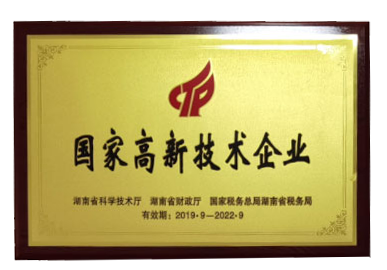 国家高新技术企业
湖南省科学技术厅 湖南省财政厅 国家税务总局湖南省税务局
有效期：2019·9—2022·9